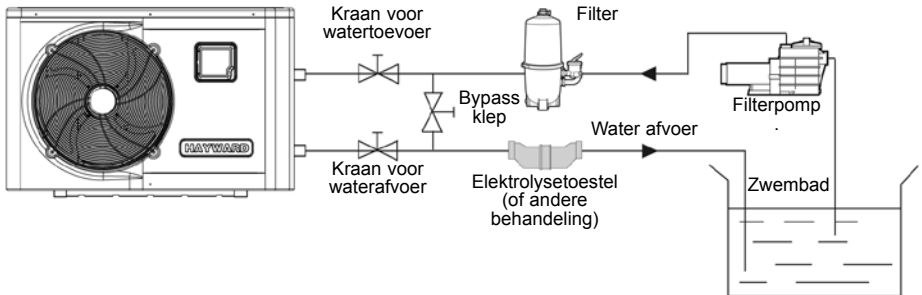 Kraan voor
watertoevoer
Filter
Bypass
klep
Filterpomp
.
HAYWARD
Kraan voor
waterafvoer
Water afvoer
Elektrolysetoestel
(of andere
behandeling)
Zwembad